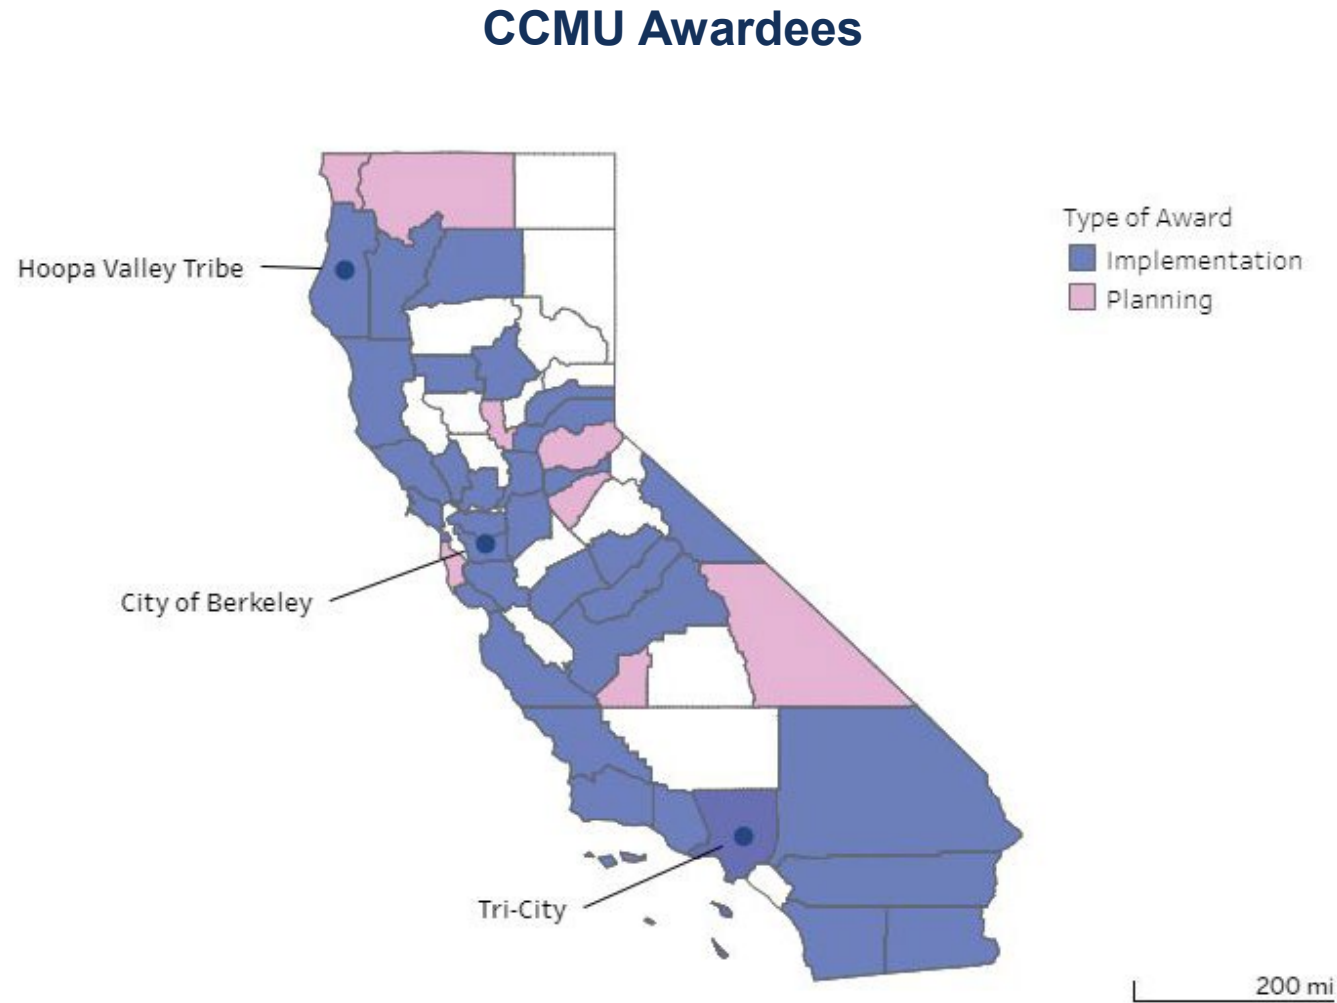 CCMU Awardees
Type of Award
Implementation
Planning
Hoopa Valley Tribe
City of Berkeley
Tri-City
200 mi